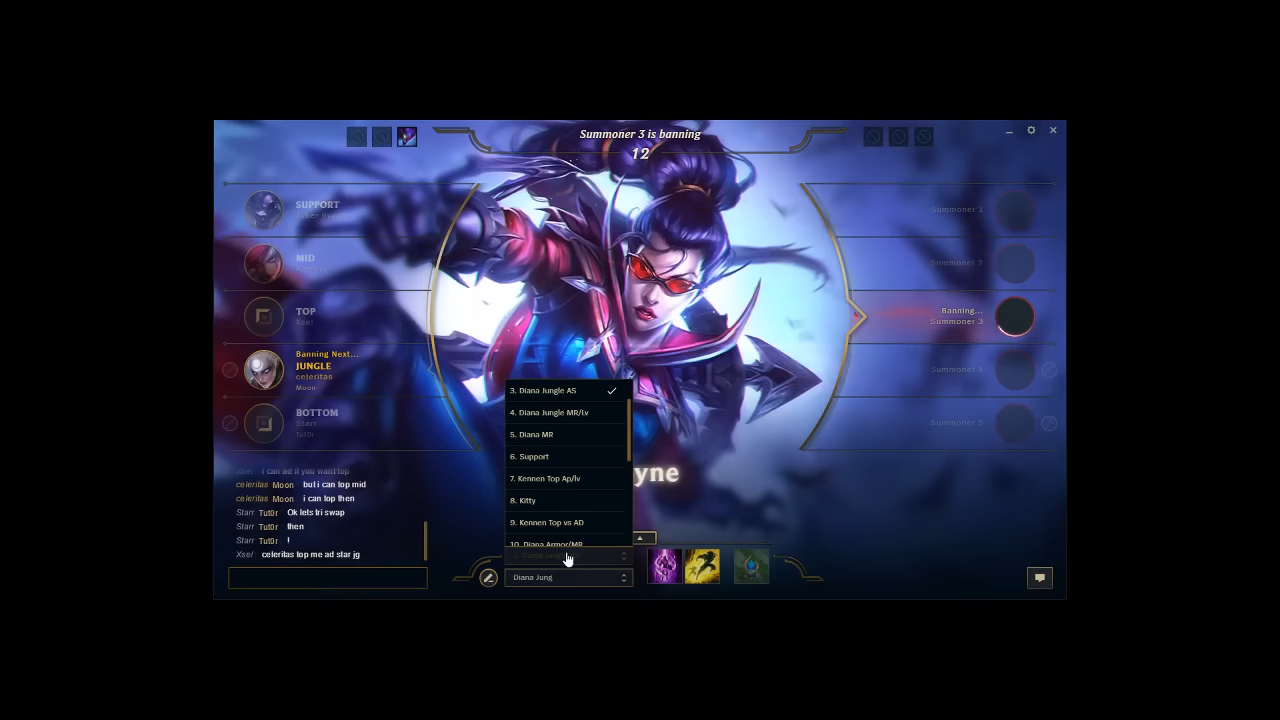 Summoner 3 is banning
12
SUPPORT
MID
TOP
Xsel
Banning Next...
JUNGLE
celeritas
Moon
BOTTOM
Starr
Tut0r
Summoner 1
Summoner 2
Banning...
Summoner 3
Summoner 4
Summoner 5
yne
Xsel i can ad if you want top
celeritas Moon but i can top mid
celeritas Moon i can top then
Starr Tut0r Ok lets tri swap
Starr Tut0r then
Starr Tut0r !
Xsel celeritas top me ad star jg
3. Diana Jungle AS
4. Diana Jungle MR/Lv
5. Diana MR
6. Support
7. Kennen Top Ap/lv
8. Kitty
9. Kennen Top vs AD
10. Diana Armor/MR
Diana Jung